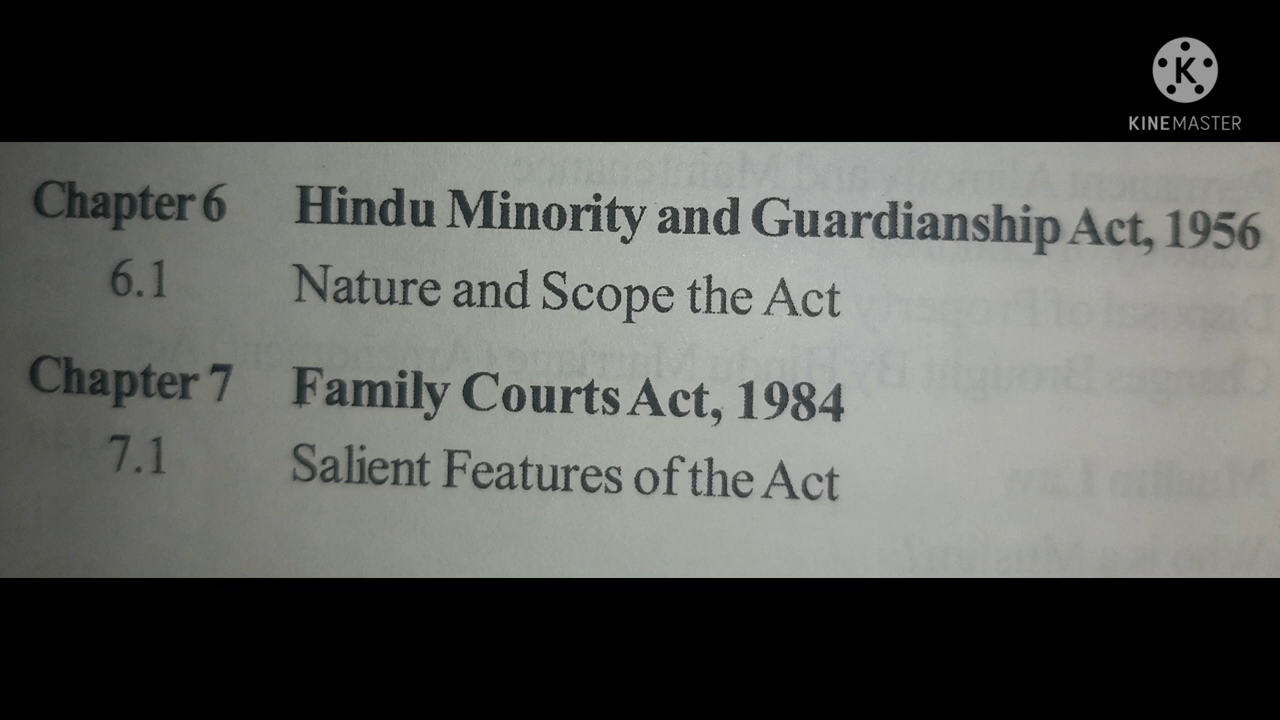 K
KINEMASTER
Chapter 6 Hindu Minority and Guardianship Act, 1956
6.1 Nature and Scope the Act
Chapter 7 Family Courts Act, 1984
7.1 Salient Features of the Act